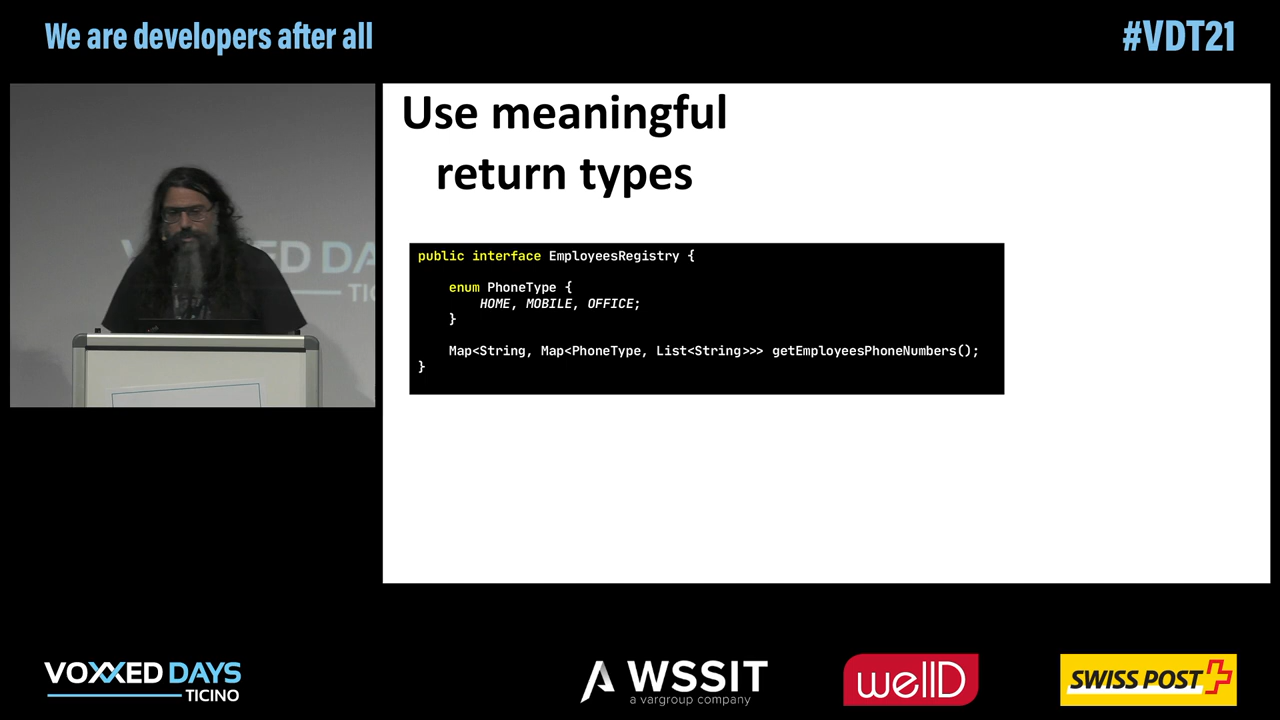 We are developers after all
#VDT21
Use meaningful
return types
public interface EmployeesRegistry {
enum PhoneType {
HOME, MOBILE, OFFICE;
}
Map<String, Map<PhoneType, List<String>>> getEmployeesPhoneNumbers();
}
VOXXED DAYS
TICINO
WSSIT
a vargroup company
wellD
SWISS POST